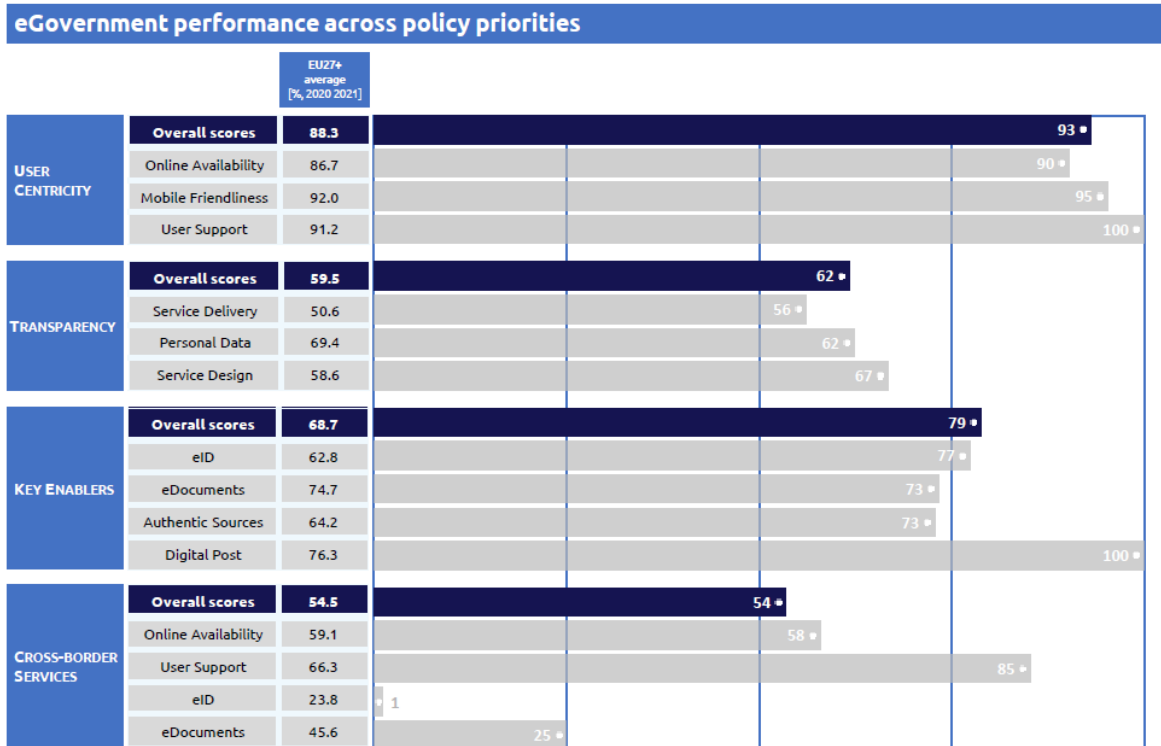 eGovernment performance across policy priorities
EU27+
average
[%, 2020 2021]
USER
CENTRICITY
Overall scores 88.3 93
Online Availability 86.7 90
Mobile Friendliness 92.0 95
User Support 91.2 100
TRANSPARENCY
Overall scores 59.5 62
Service Delivery 50.6 56
Personal Data 69.4 62
Service Design 58.6 67
KEY ENABLERS
Overall scores 68.7 79
eID 62.8 77
eDocuments 74.7 73
Authentic Sources 64.2 73
Digital Post 76.3 100
CROSS-BORDER
SERVICES
Overall scores 54.5 54
Online Availability 59.1 58
User Support 66.3 85
eID 23.8 1
eDocuments 45.6 25